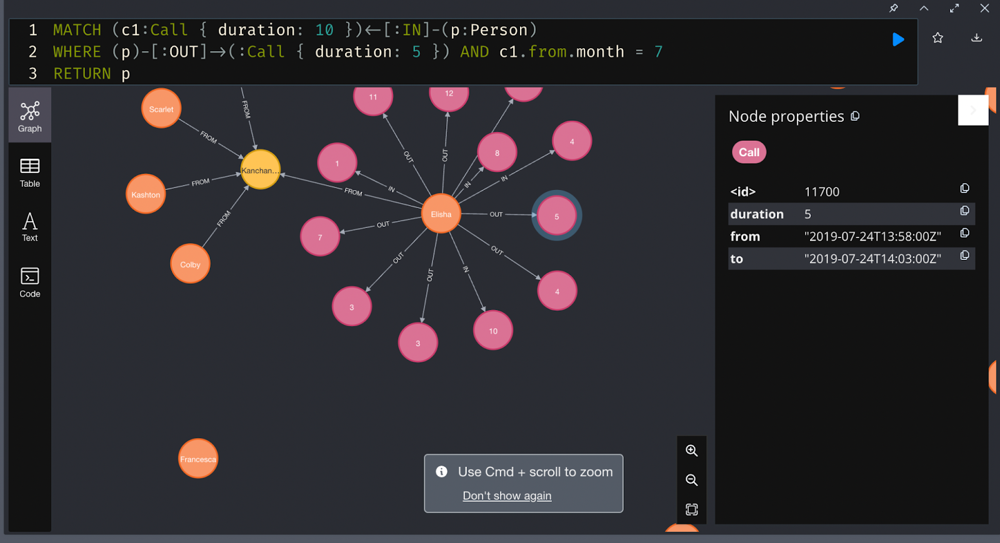 1 MATCH (c1:Call { duration: 10 })<-[:IN]-(p:Person)
2 WHERE (p)-[:OUT]->(:Call { duration: 5 }) AND c1.from.month = 7
3 RETURN p
Graph
Table
Text
Code
Scarlet
FROM
FROM
Kanchan...
Kashton
FROM
FROM
Colby
FROM
11
12
OUT
OUT
8
4
1
IN
IN
IN
Elisha
OUT
5
7
OUT
OUT
OUT
OUT
IN
4
3
3
10
Francesca
Use Cmd + scroll to zoom
Don't show again
Node properties
Call
<id> 11700
duration 5
from "2019-07-24T13:58:00Z"
to "2019-07-24T14:03:00Z"